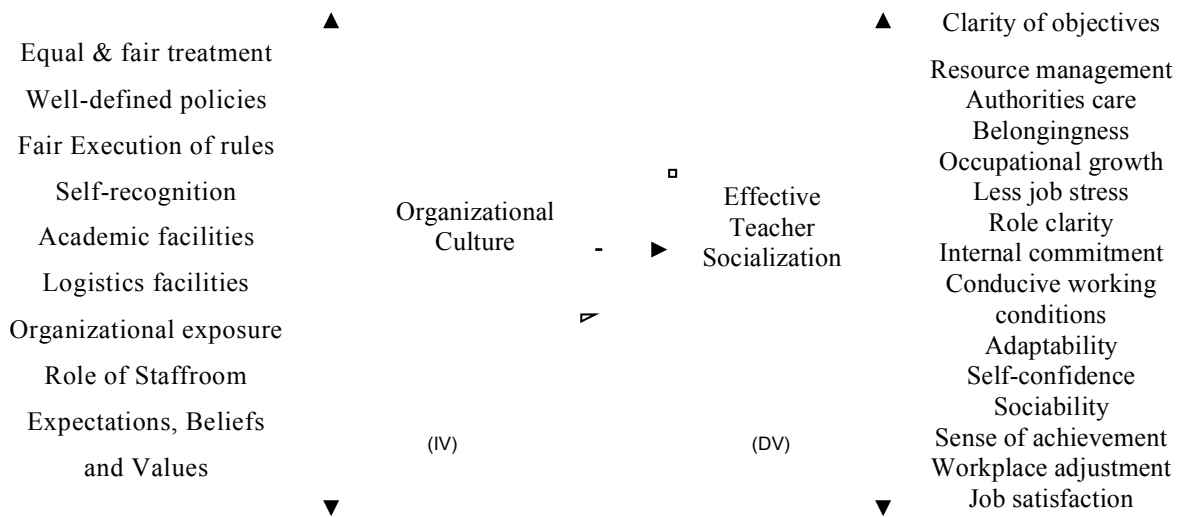 Equal & fair treatment
Well-defined policies
Fair Execution of rules
Self-recognition
Academic facilities
Logistics facilities
Organizational exposure
Role of Staffroom
Expectations, Beliefs
and Values
Organizational
Culture
(IV)
Effective
Teacher
Socialization
(DV)
Clarity of objectives
Resource management
Authorities care
Belongingness
Occupational growth
Less job stress
Role clarity
Internal commitment
Conducive working
conditions
Adaptability
Self-confidence
Sociability
Sense of achievement
Workplace adjustment
Job satisfaction